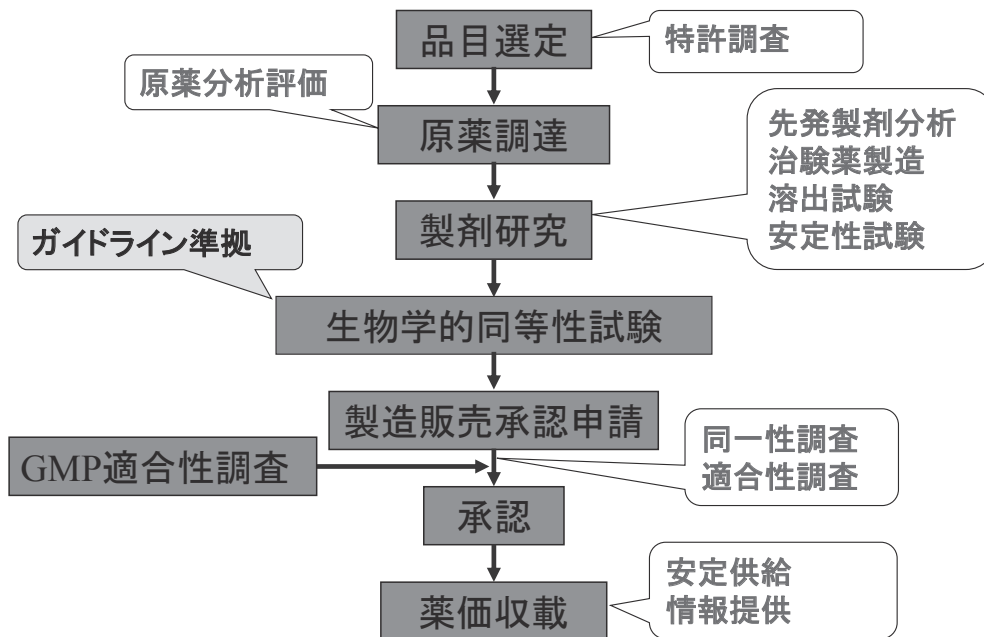 品目選定
特許調査
原薬分析評価
原薬調達
先発製剤分析
治験薬製造
溶出試験
安定性試験
製剤研究
ガイドライン準拠
生物学的同等性試験
製造販売承認申請
同一性調査
適合性調査
GMP適合性調査
承認
安定供給
情報提供
薬価収載